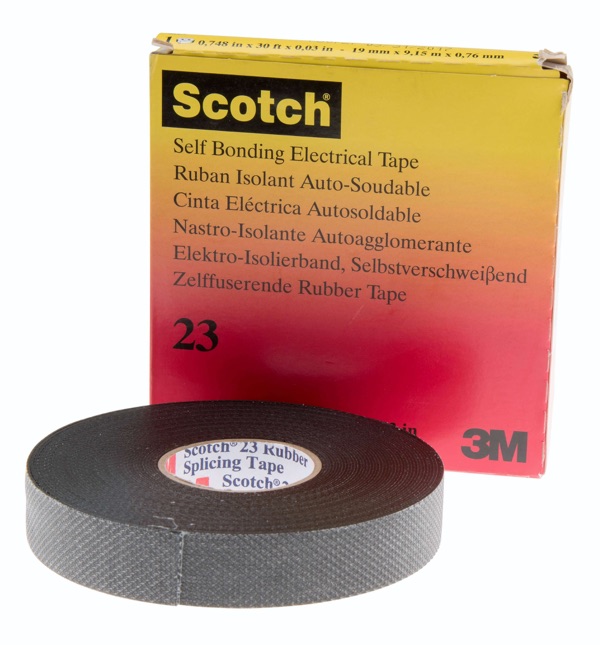 0,748 in x 30 ft x 0,03 in - 19 mm x 9,15 m x 0,76 mm
Scotch®
Self Bonding Electrical Tape
Ruban Isolant Auto-Soudable
Cinta Eléctrica Autosoldable
Nastro-Isolante Autoagglomerante
Elektro-Isolierband, Selbstverschweiβend
Zelffuserende Rubber Tape
23
in
3M
Scotch® 23 Rubber
Splicing Tape
Scotch®